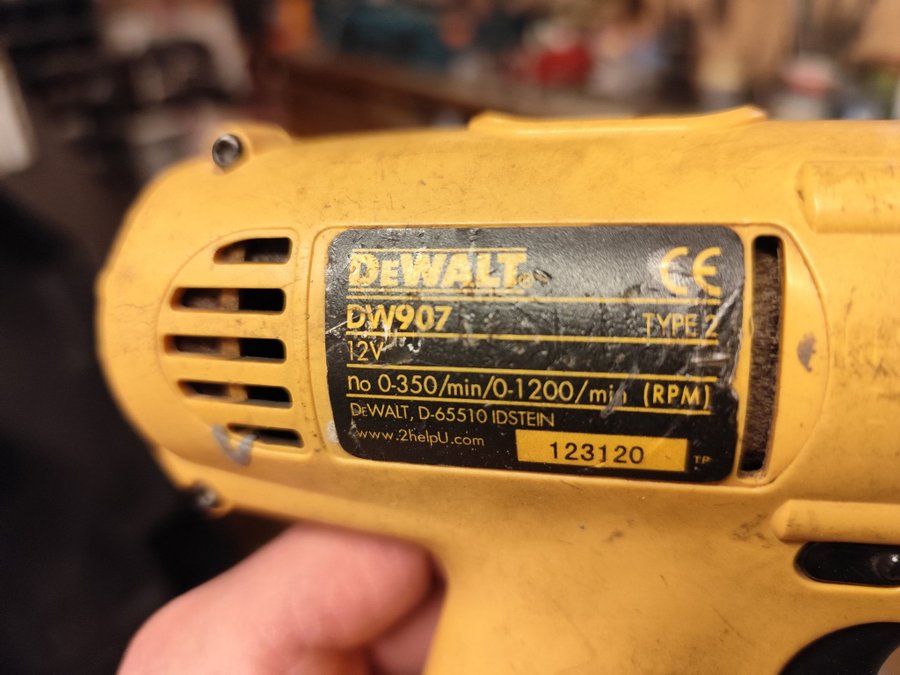 DEWALT® CE
DW907 TYPE 2
12V
no 0-350/min/0-1200/min (RPM)
DEWALT, D-65510 IDSTEIN
www.2helpU.com 123120 TP